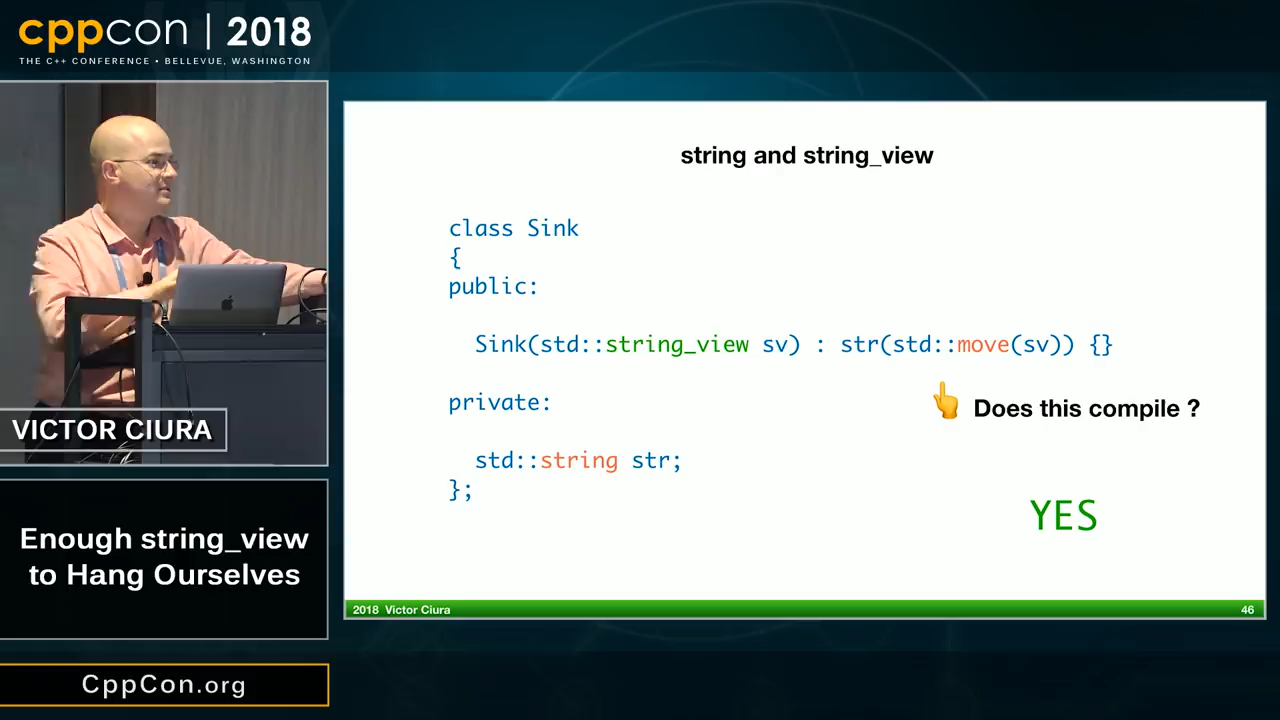 cppcon | 2018
THE C++ CONFERENCE • BELLEVUE, WASHINGTON
string and string_view
class Sink
{
public:
Sink(std::string_view sv) : str(std::move(sv)) {}
private:
Does this compile ?
std::string str;
};
YES
VICTOR CIURA
Enough string_view
to Hang Ourselves
2018 Victor Ciura
46
CppCon.org